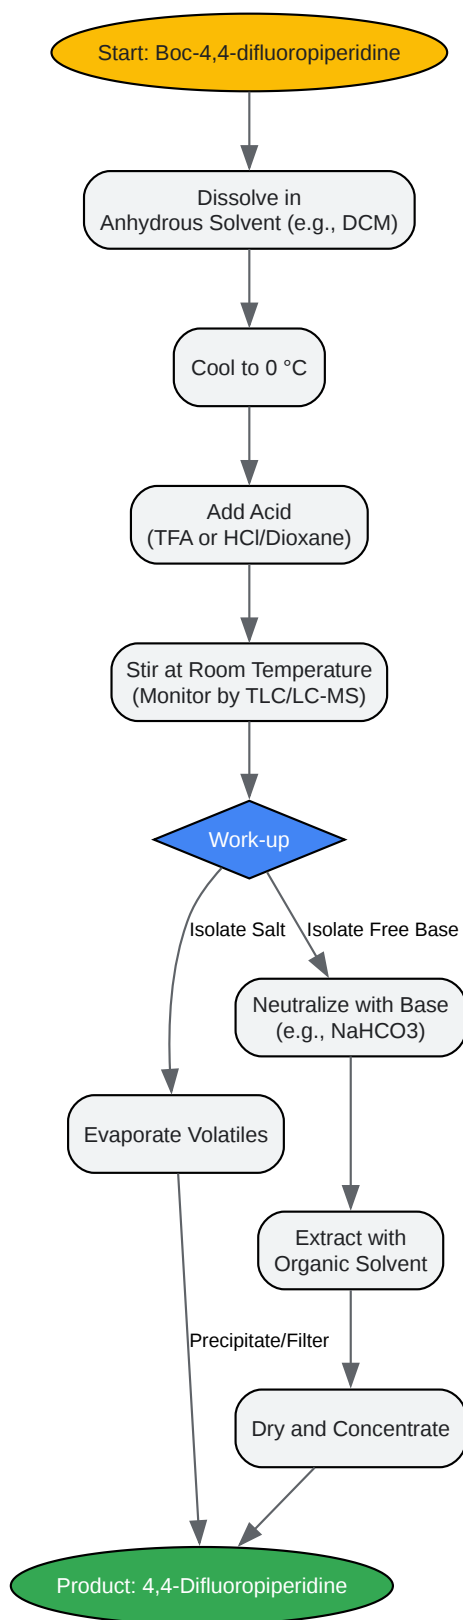 Start: Boc-4,4-difluoropiperidine
Dissolve in
Anhydrous Solvent (e.g., DCM)
Cool to 0 °C
Add Acid
(TFA or HCl/Dioxane)
Stir at Room Temperature
(Monitor by TLC/LC-MS)
Work-up
Isolate Salt
Isolate Free Base
Neutralize with Base
(e.g., NaHCO3)
Evaporate Volatiles
Extract with
Organic Solvent
Precipitate/Filter
Dry and Concentrate
Product: 4,4-Difluoropiperidine